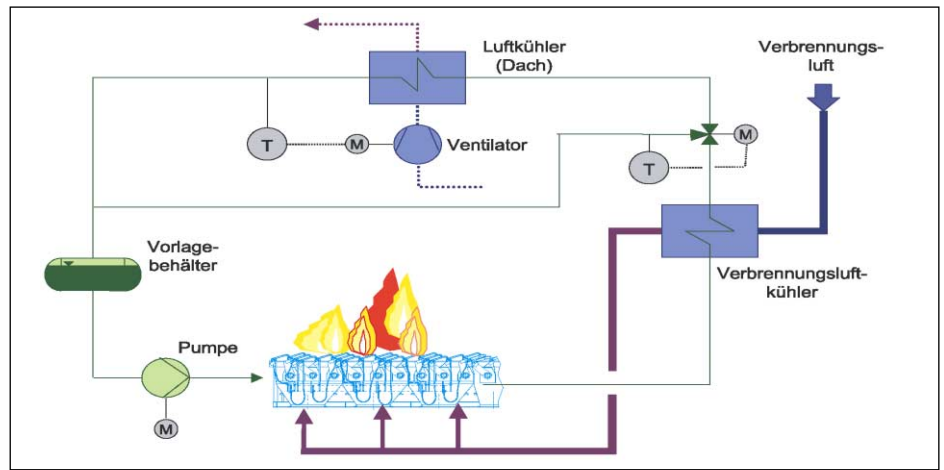 Luftkühler
(Dach)
Verbrennungs-
luft
T
M
Ventilator
M
T
Vorlage-
behälter
Verbrennungsluft-
kühler
Pumpe
M